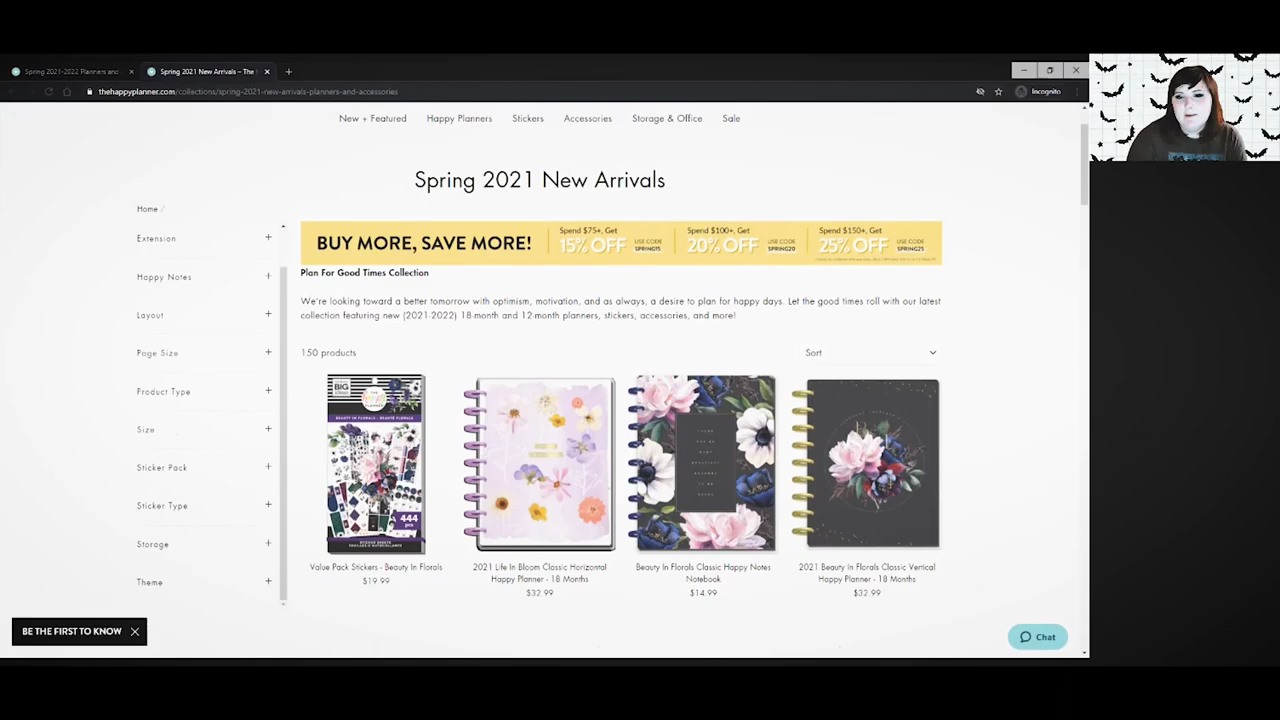 Spring 2021-2022 Planners and
Spring 2021 New Arrivals – The
thehappyplanner.com/collections/spring-2021-new-arrivals-planners-and-accessories
Incognito
New + Featured
Happy Planners
Stickers
Accessories
Storage & Office
Sale
Spring 2021 New Arrivals
Home /
Extension
Happy Notes
Layout
Page Size
Product Type
Size
Sticker Pack
Sticker Type
Storage
Theme
BUY MORE, SAVE MORE!
Spend $75+, Get
15% OFF
USE CODE
SPRING15
Spend $100+, Get
20% OFF
USE CODE
SPRING20
Spend $150+, Get
25% OFF
USE CODE
SPRING25
Plan For Good Times Collection
We're looking toward a better tomorrow with optimism, motivation, and as always, a desire to plan for happy days. Let the good times roll with our latest
collection featuring new (2021-2022) 18-month and 12-month planners, stickers, accessories, and more!
150 products
Sort
BIG
THE
PLANNER
BEAUTY IN FLORALS
444
Value Pack Stickers - Beauty In Florals
$19.99
2021 Life In Bloom Classic Horizontal
Happy Planner - 18 Months
$32.99
Beauty In Florals Classic Happy Notes
Notebook
$14.99
2021 Beauty In Florals Classic Vertical
Happy Planner - 18 Months
$32.99
BE THE FIRST TO KNOW
Chat